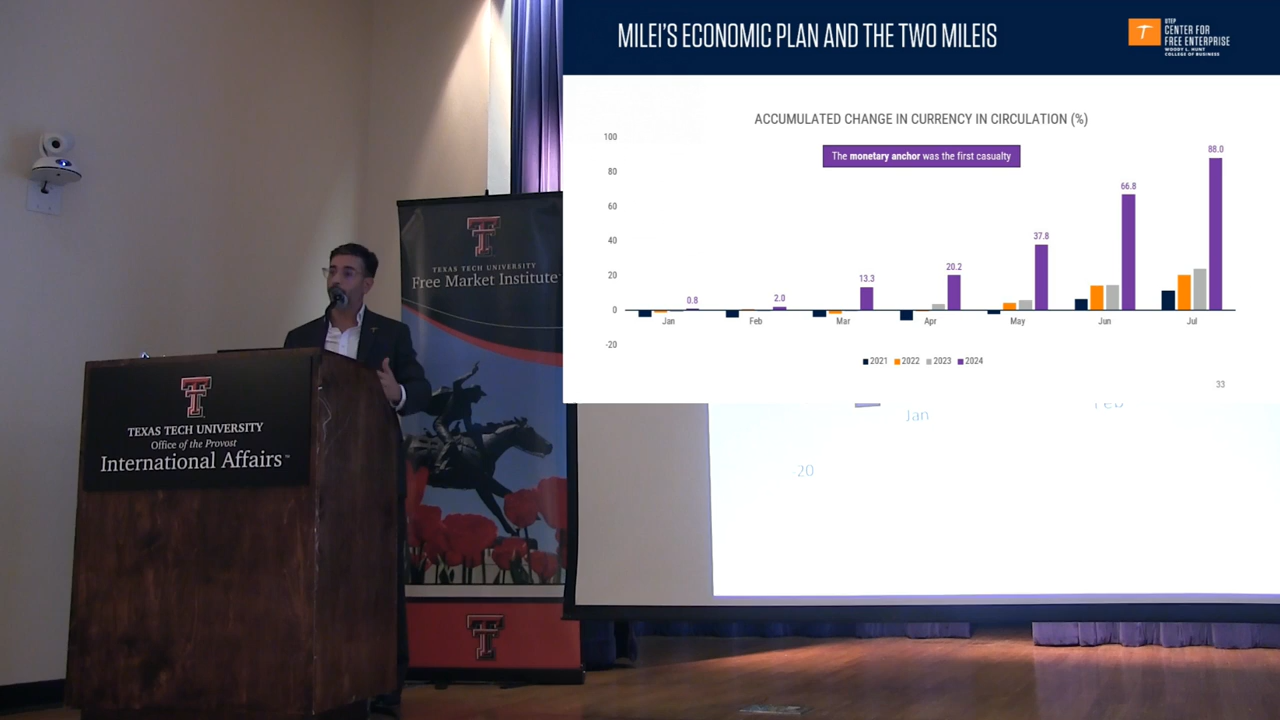 MILEI'S ECONOMIC PLAN AND THE TWO MILEIS
UTEP
CENTER FOR
FREE ENTERPRISE
WOODY L. HUNT
COLLEGE OF BUSINESS
ACCUMULATED CHANGE IN CURRENCY IN CIRCULATION (%)
The monetary anchor was the first casualty
100
80
60
40
20
0
-20
0.8
2.0
13.3
20.2
37.8
66.8
88.0
Jan
Feb
Mar
Apr
May
Jun
Jul
2021
2022
2023
2024
33
Jan
Feb
20
TEXAS TECH UNIVERSITY
Free Market Institute
TEXAS TECH UNIVERSITY
Office of the Provost
International Affairs™